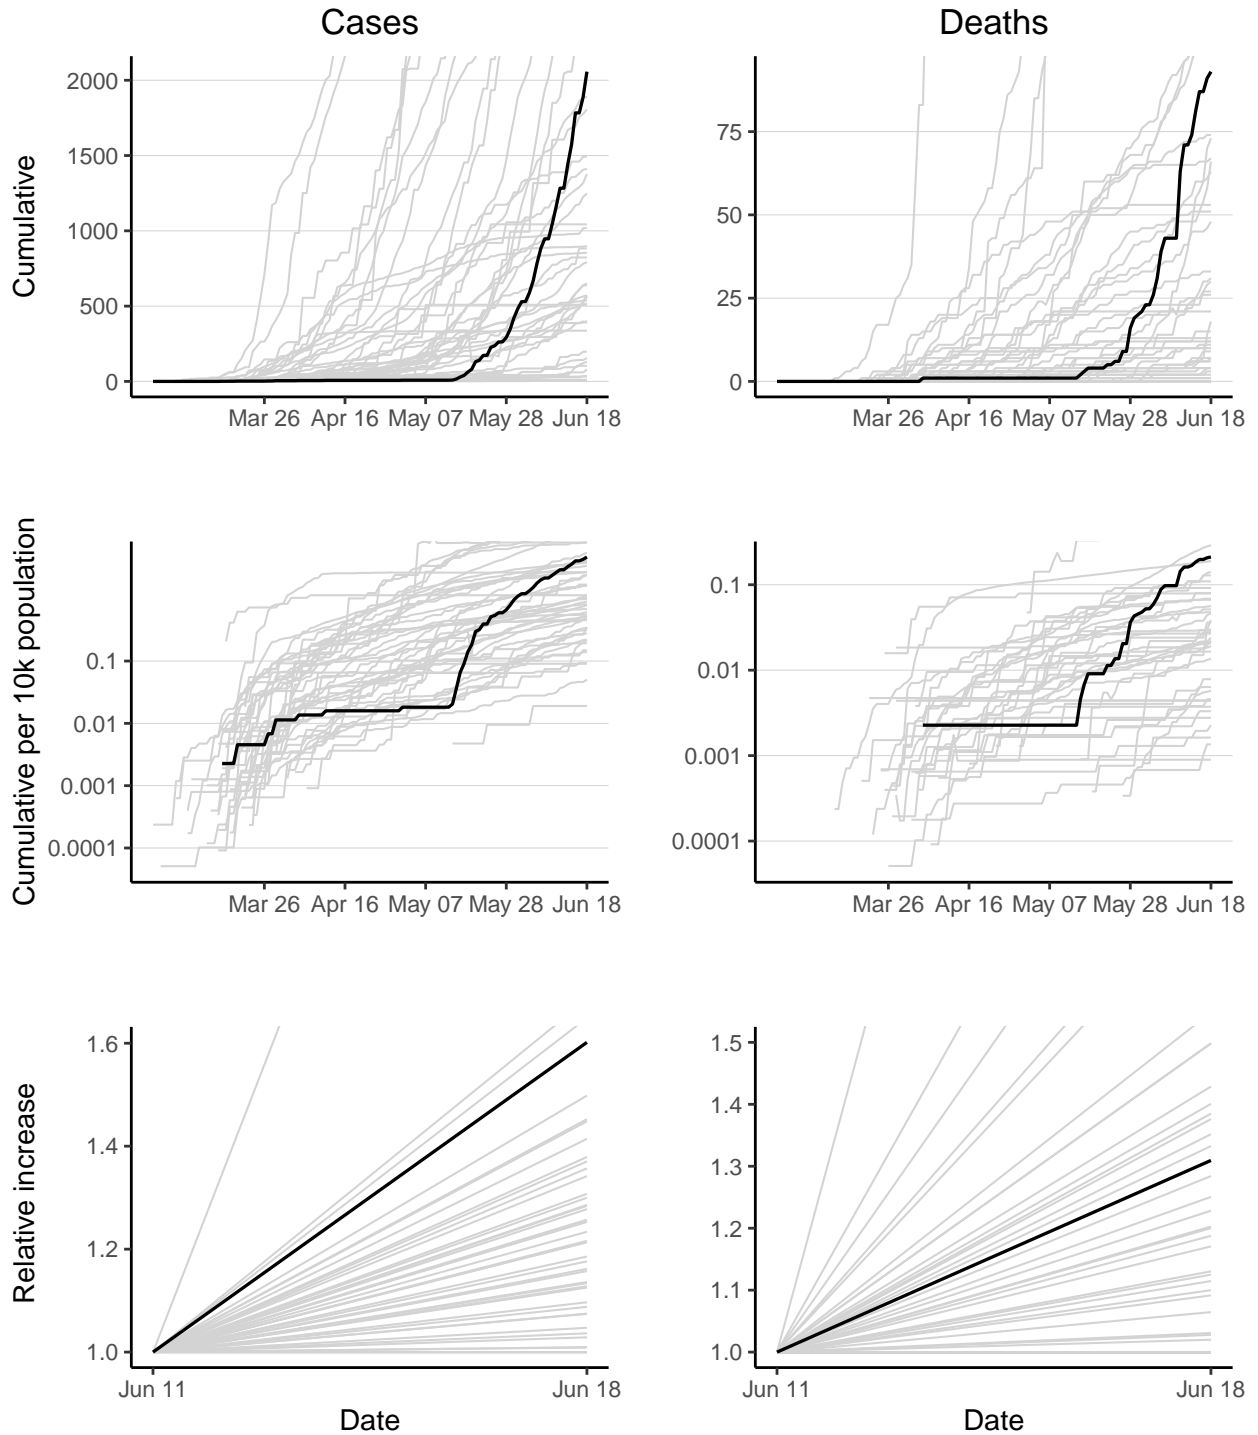 Cases
Deaths
Cumulative
2000
1500
1000
500
0
Mar 26 Apr 16 May 07 May 28 Jun 18
75
50
25
0
Mar 26 Apr 16 May 07 May 28 Jun 18
Cumulative per 10k population
0.1
0.01
0.001
0.0001
Mar 26 Apr 16 May 07 May 28 Jun 18
0.1
0.01
0.001
0.0001
Mar 26 Apr 16 May 07 May 28 Jun 18
Relative increase
1.6
1.4
1.2
1.0
Jun 11 Jun 18
Date
1.5
1.4
1.3
1.2
1.1
1.0
Jun 11 Jun 18
Date